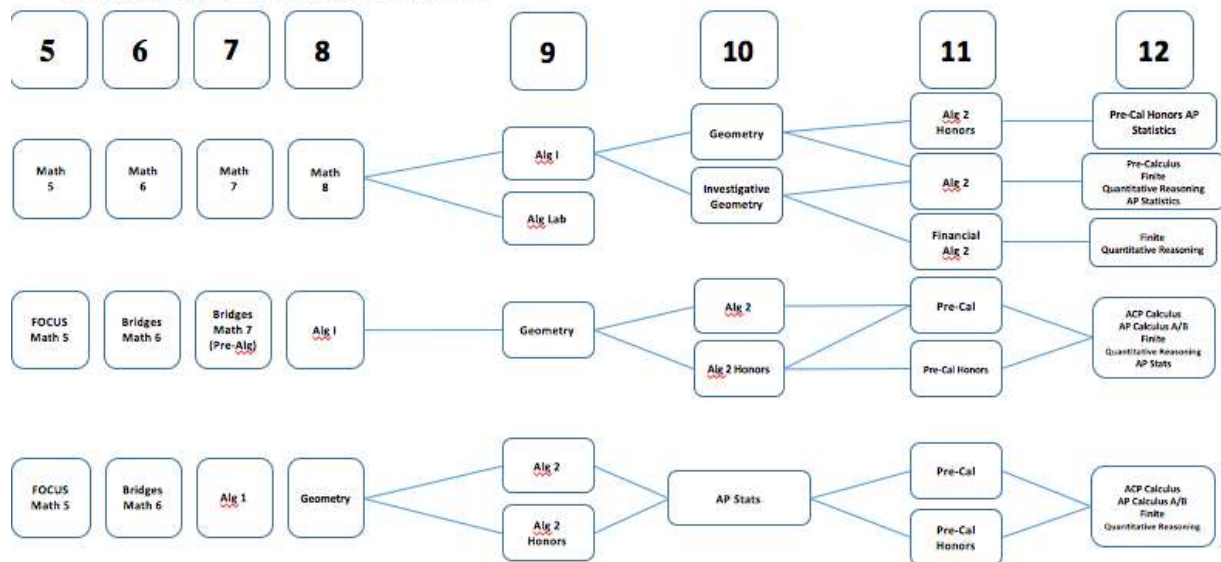 5
6
7
8
9
10
11
12
Math
5
Math
6
Math
7
Math
8
Alg I
Alg Lab
Geometry
Investigative
Geometry
Alg 2
Honors
Alg 2
Financial
Alg 2
Pre-Cal Honors AP
Statistics
Pre-Calculus
Finite
Quantitative Reasoning
AP Statistics
Finite
Quantitative Reasoning
FOCUS
Math 5
Bridges
Math 6
Bridges
Math 7
(Pre-Alg)
Alg I
Geometry
Alg 2
Alg 2 Honors
Pre-Cal
Pre-Cal Honors
ACP Calculus
AP Calculus A/B
Finite
Quantitative Reasoning
AP Stats
FOCUS
Math 5
Bridges
Math 6
Alg 1
Geometry
Alg 2
Alg 2
Honors
AP Stats
Pre-Cal
Pre-Cal
Honors
ACP Calculus
AP Calculus A/B
Finite
Quantitative Reasoning